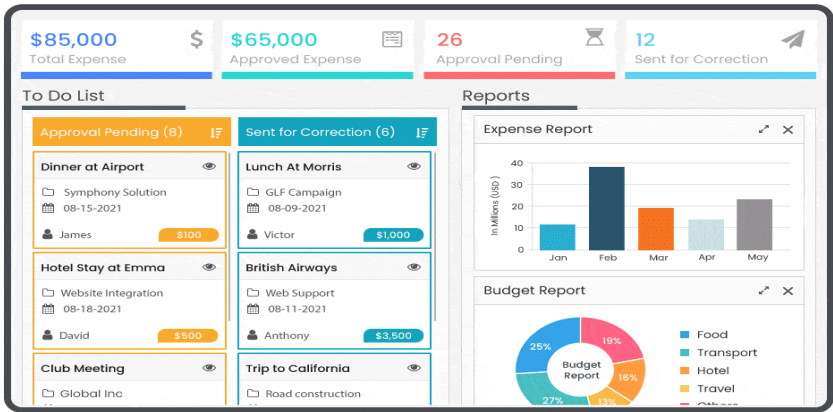 $85,000
Total Expense
$65,000
Approved Expense
26
Approval Pending
12
Sent for Correction
To Do List
Approval Pending (8)
Dinner at Airport
Symphony Solution
08-15-2021
James
$100
Hotel Stay at Emma
Website Integration
08-18-2021
David
$500
Club Meeting
Global Inc
Sent for Correction (6)
Lunch At Morris
GLF Campaign
08-09-2021
Victor
$1,000
British Airways
Web Support
08-11-2021
Anthony
$3,500
Trip to California
Road construction
Reports
Expense Report
In Millions (USD )
40
30
20
10
0
Jan
Feb
Mar
Apr
May
Budget Report
25%
19%
16%
13%
27%
Budget
Report
Food
Transport
Hotel
Travel
Others